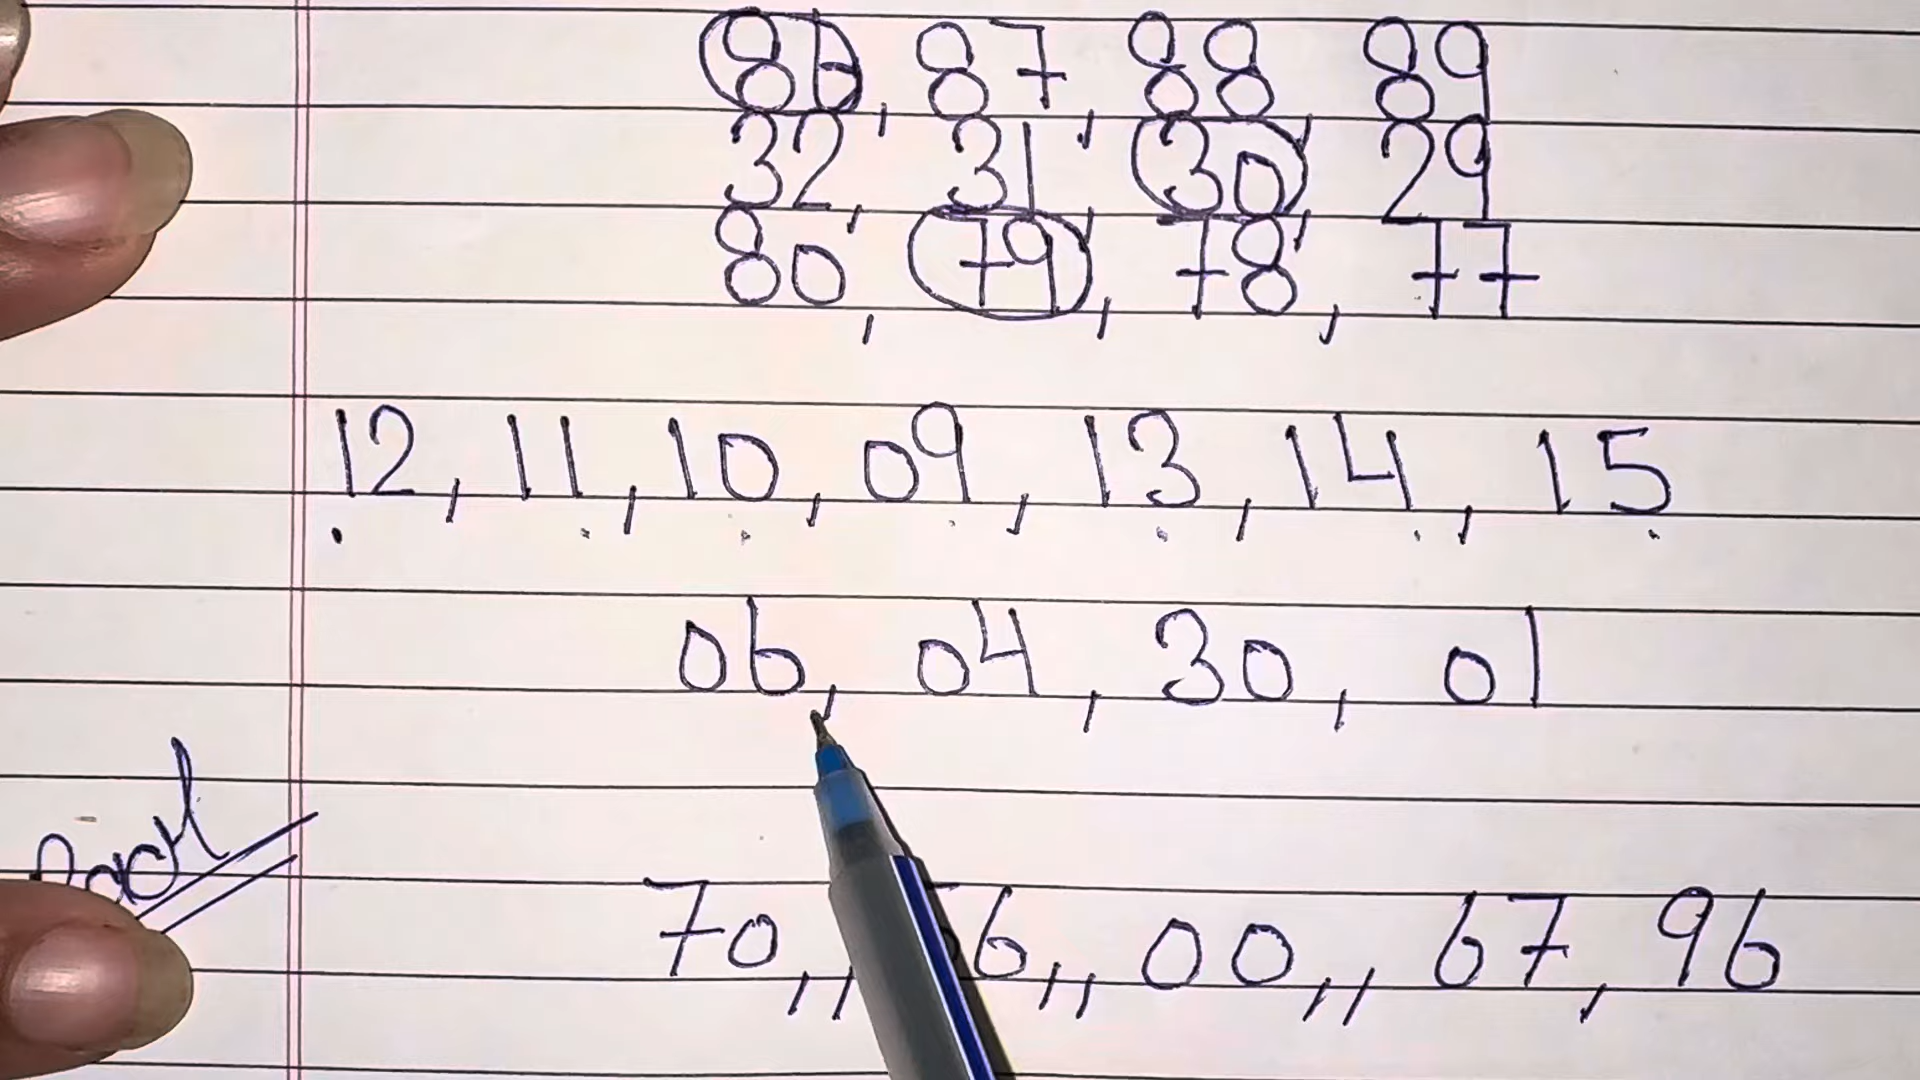 86, 87, 88, 89
32, 31, 30, 29
80, 79, 78, 77
12, 11, 10, 09, 13, 14, 15
06, 04, 30, 01
70,, 6,, 00,, 67, 96